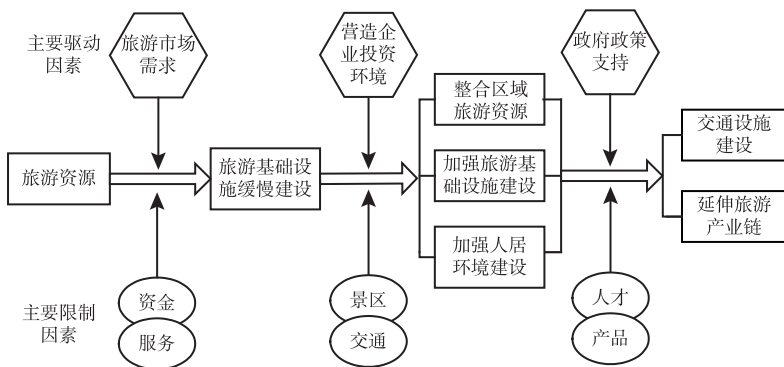 主要驱动
因素
旅游市场
需求
营造企
业投资
环境
政府政策
支持
旅游资源
旅游基础设
施缓慢建设
整合区域
旅游资源
加强旅游基
础设施建设
加强人居
环境建设
交通设施
建设
延伸旅游
产业链
主要限制
因素
资金
服务
景区
交通
人才
产品